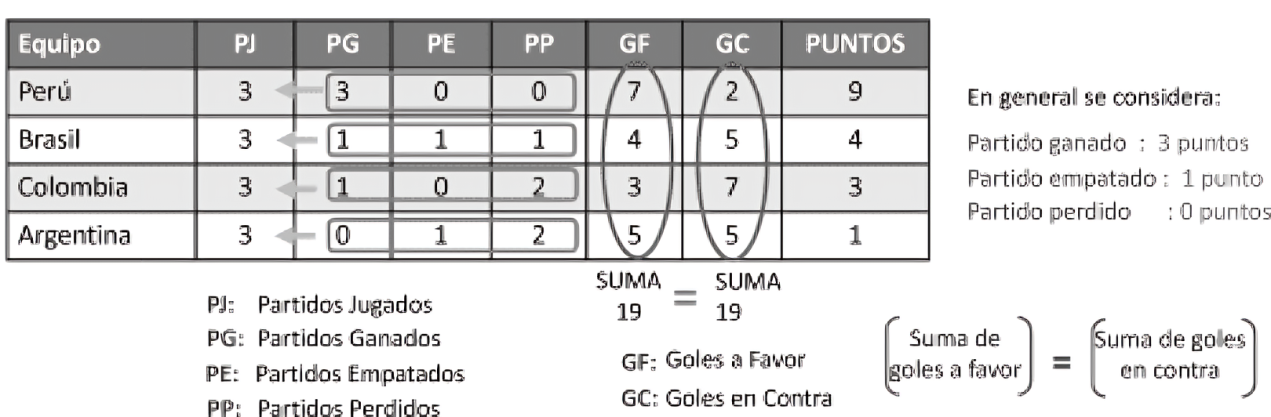 Equipo PJ PG PE PP GF GC PUNTOS
Perú 3 3 0 0 7 2 9
Brasil 3 1 1 1 4 5 4
Colombia 3 1 0 2 3 7 3
Argentina 3 0 1 2 5 5 1
En general se considera:
Partido ganado : 3 puntos
Partido empatado : 1 punto
Partido perdido : 0 puntos
SUMA = SUMA
19 19
PJ: Partidos Jugados
PG: Partidos Ganados
PE: Partidos Empatados
PP: Partidos Perdidos
GF: Goles a Favor
GC: Goles en Contra
Suma de
goles a favor
=
Suma de goles
en contra